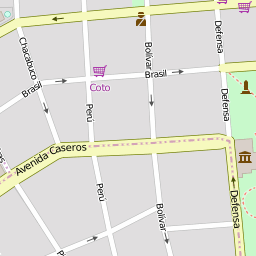 Chacabuco
Bolívar
Defensa
Brasil
Coto
Brasil
Perú
Defensa
Avenida Caseros
Perú
Bolívar
Defensa